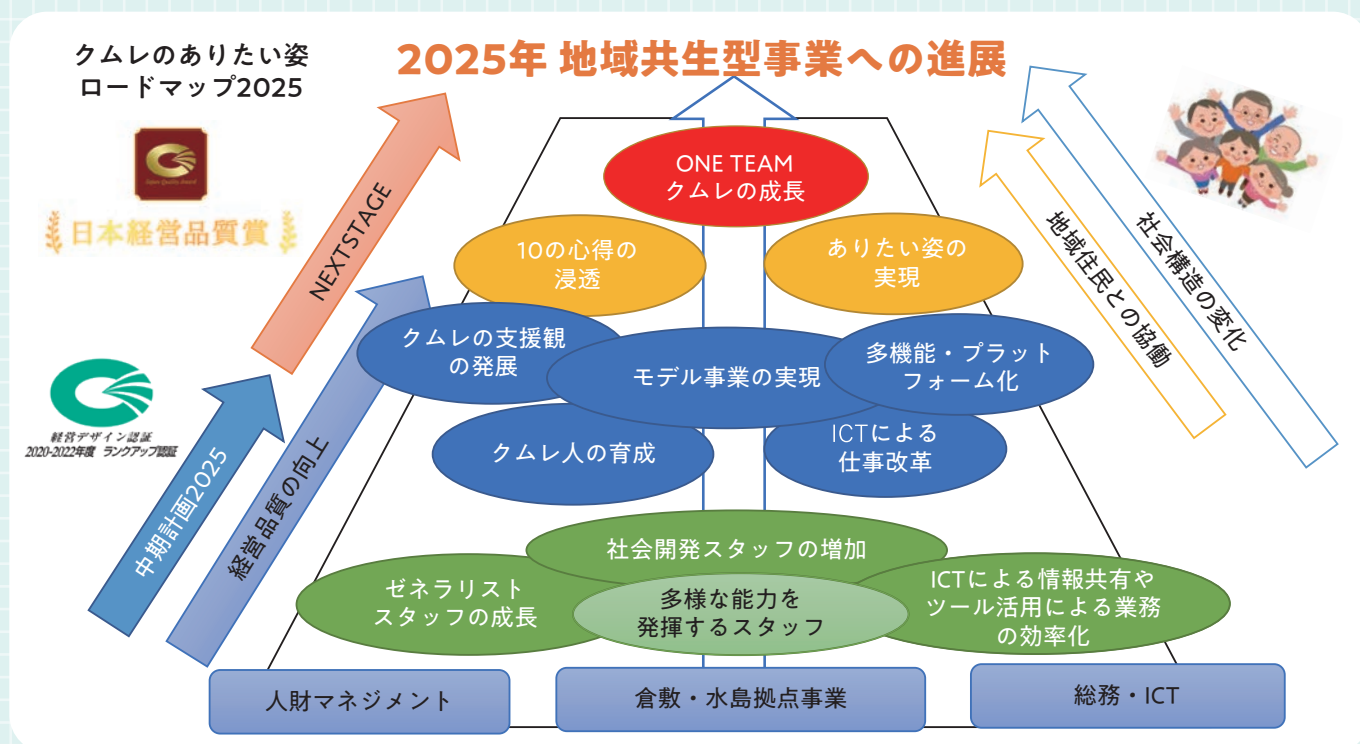 クムレのありたい姿
ロードマップ2025
2025年 地域共生型事業への進展
Japan Quality Award
日本経営品質賞
経営デザイン認証
2020-2022年度 ランクアップ認証
NEXTSTAGE
中期計画2025
経営品質の向上
地域住民との協働
社会構造の変化
ONE TEAM
クムレの成長
10の心得の
浸透
ありたい姿の
実現
クムレの支援観
の発展
モデル事業の実現
多機能・プラット
フォーム化
クムレ人の育成
ICTによる
仕事改革
社会開発スタッフの増加
ゼネラリスト
スタッフの成長
多様な能力を
発揮するスタッフ
ICTによる情報共有や
ツール活用による業務
の効率化
人財マネジメント
倉敷・水島拠点事業
総務・ICT